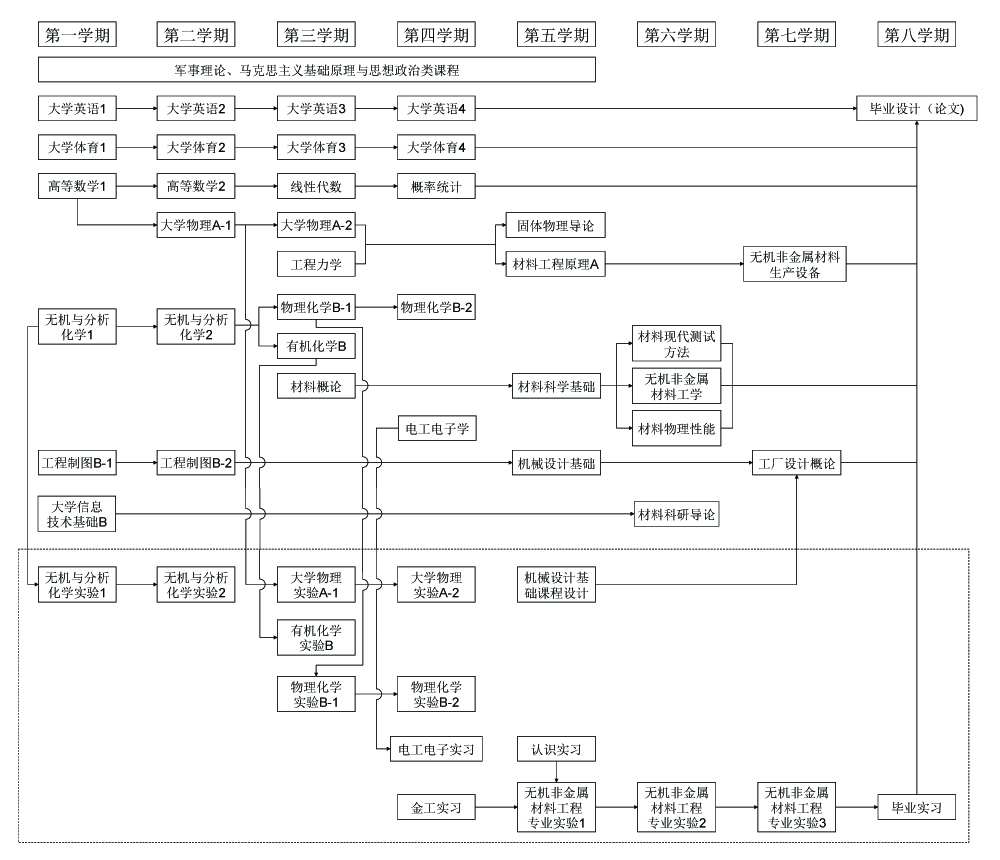 第一学期
第二学期
第三学期
第四学期
第五学期
第六学期
第七学期
第八学期
军事理论、马克思主义基础原理与思想政治类课程
大学英语1
大学英语2
大学英语3
大学英语4
毕业设计（论文)
大学体育1
大学体育2
大学体育3
大学体育4
高等数学1
高等数学2
线性代数
概率统计
大学物理A-1
大学物理A-2
固体物理导论
工程力学
材料工程原理A
无机非金属材料
生产设备
无机与分析
化学1
无机与分析
化学2
物理化学B-1
物理化学B-2
有机化学B
材料现代测试
方法
材料概论
材料科学基础
无机非金属
材料工学
电工电子学
材料物理性能
工程制图B-1
工程制图B-2
机械设计基础
工厂设计概论
大学信息
技术基础B
材料科研导论
无机与分析
化学实验1
无机与分析
化学实验2
大学物理
实验A-1
大学物理
实验A-2
机械设计基
础课程设计
有机化学
实验B
物理化学
实验B-1
物理化学
实验B-2
电工电子实习
认识实习
金工实习
无机非金属
材料工程
专业实验1
无机非金属
材料工程
专业实验2
无机非金属
材料工程
专业实验3
毕业实习